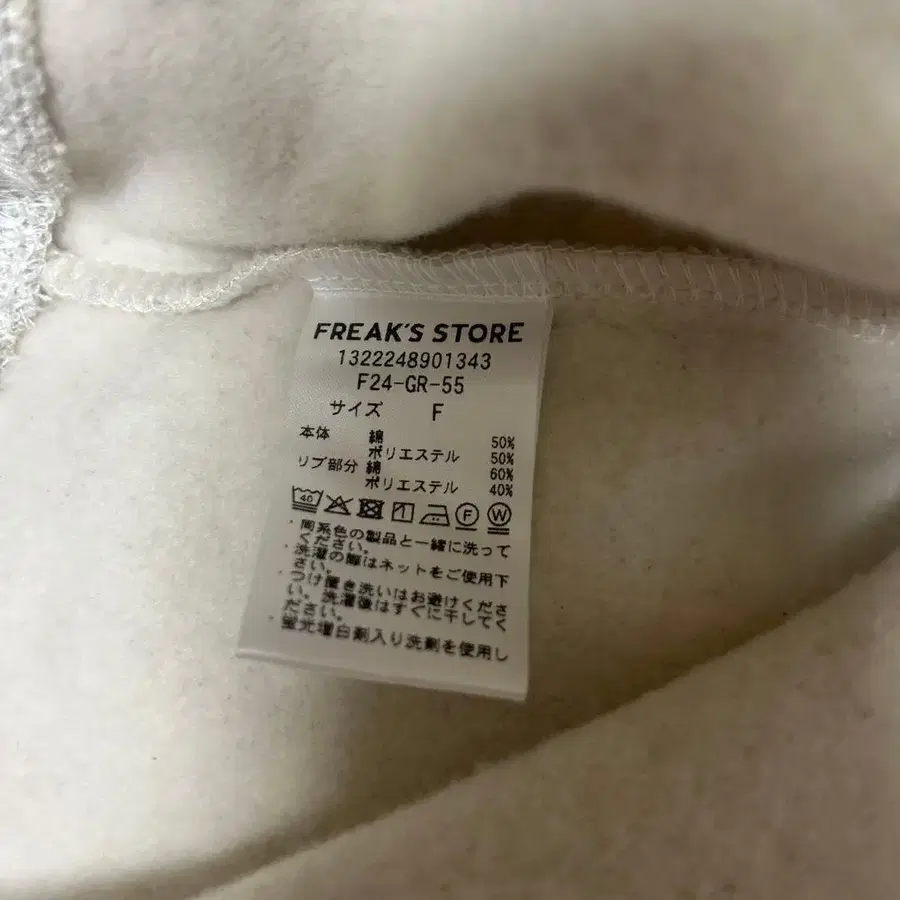 FREAK'S STORE
1322248901343
F24-GR-55
サイズ F
本体 綿 50%
ポリエステル 50%
リブ部分 綿 60%
ポリエステル 40%
40 F W
・同系色の製品と一緒に洗って
ください。
・洗濯の際はネットをご使用下
さい。
・つけ置き洗いはお避けくださ
い。洗濯後はすぐに干してく
ださい。
・蛍光増白剤入り洗剤を使用し